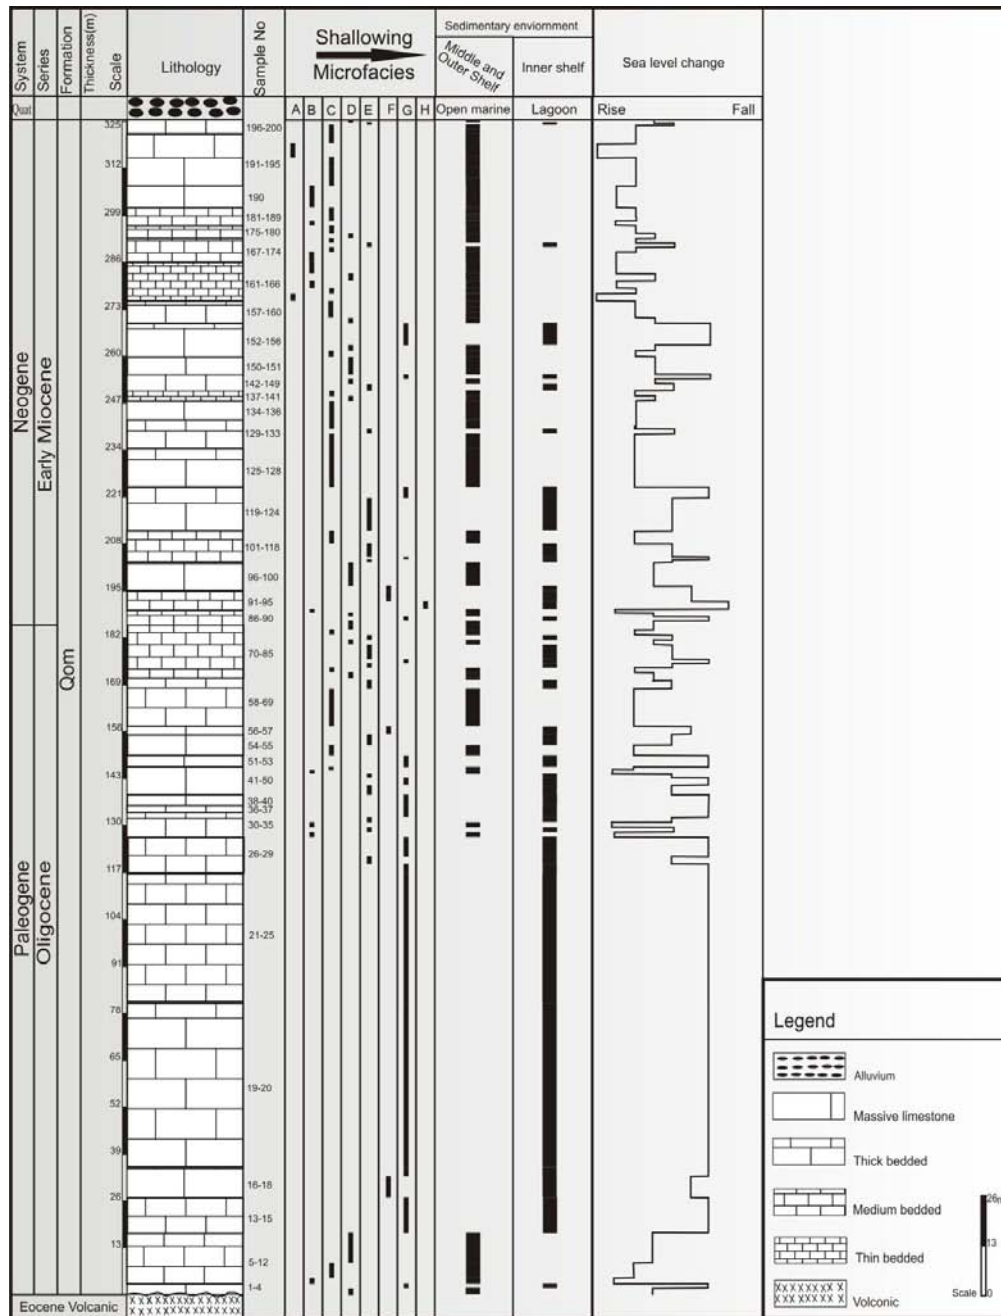 System
Series
Formation
Thickness(m)
Scale
Lithology
Sample No
Shallowing
Microfacies
Sedimentary enviornment
Middle and
Outer Shelf
Inner shelf
Sea level change
Quat
A B C D E F G H
Open marine
Lagoon
Rise
Fall
Neogene
Paleogene
Early Miocene
Oligocene
Qom
325
312
299
286
273
260
247
234
221
208
195
182
169
156
143
130
117
104
91
78
65
52
39
26
13
196-200
191-195
190
181-189
175-180
167-174
161-166
157-160
152-156
150-151
142-149
137-141
134-136
129-133
125-128
119-124
101-118
96-100
91-95
86-90
70-85
58-69
56-57
54-55
51-53
41-50
38-40
36-37
30-35
26-29
21-25
19-20
16-18
13-15
5-12
1-4
Eocene Volcanic
Legend
Alluvium
Massive limestone
Thick bedded
Medium bedded
Thin bedded
Volconic
26m
13
Scale 0